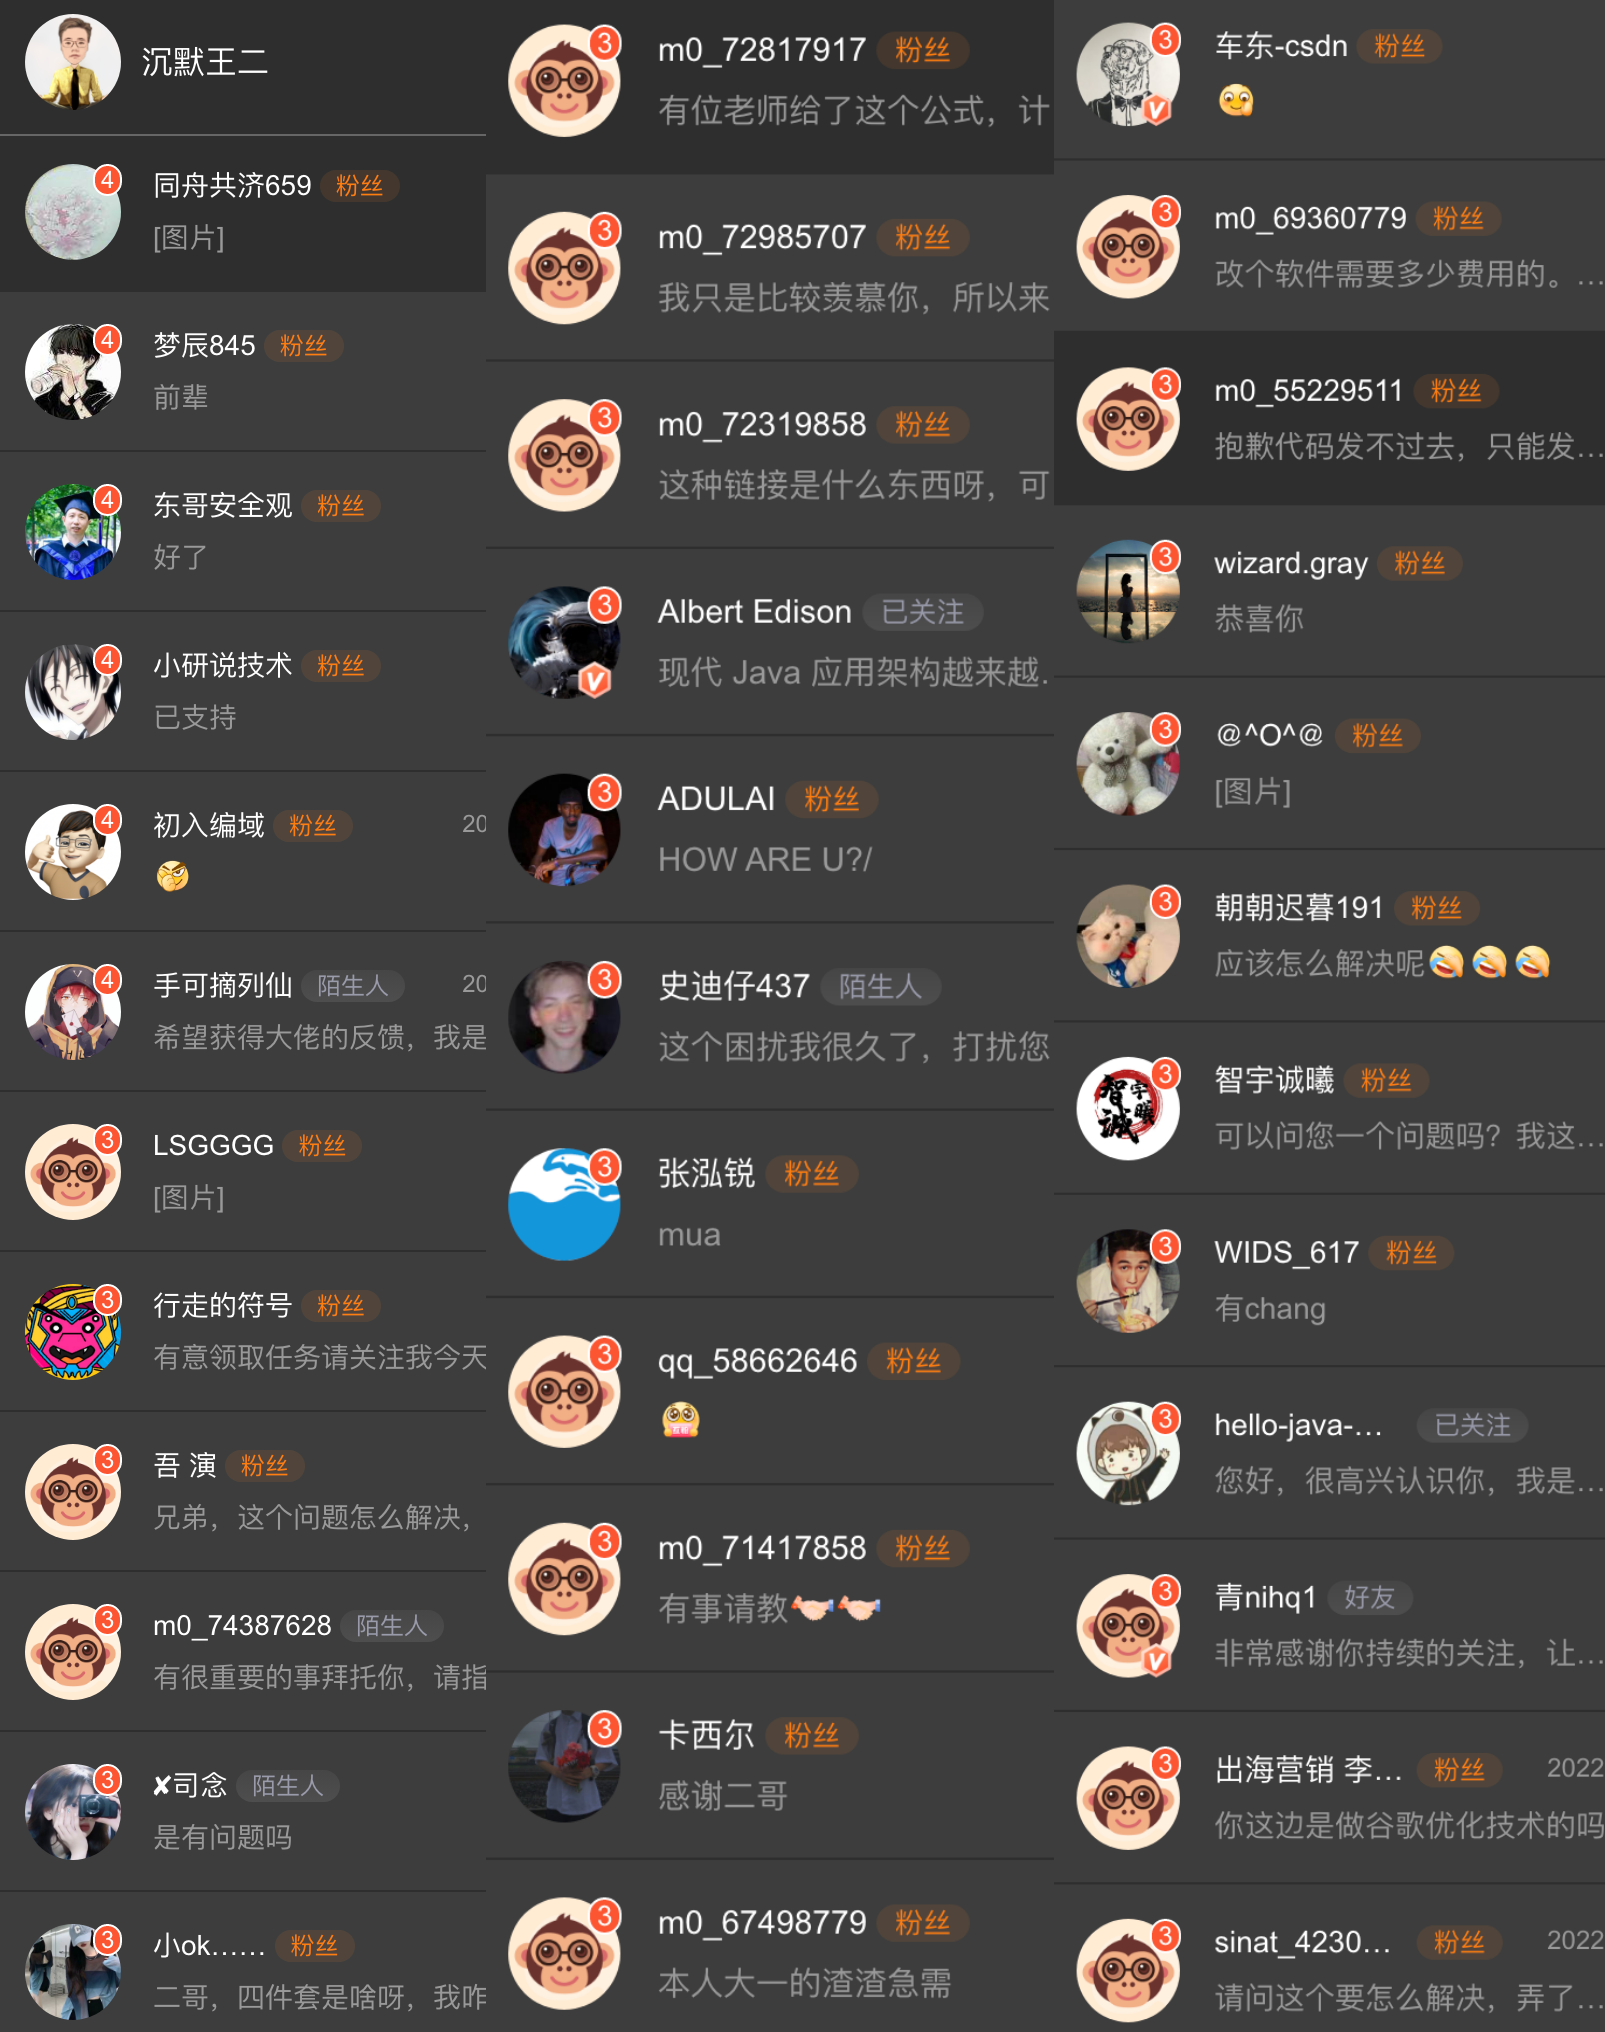 沉默王二
4
同舟共济659 粉丝
[图片]
4
梦辰845 粉丝
前辈
4
东哥安全观 粉丝
好了
4
小研说技术 粉丝
已支持
4
初入编域 粉丝 20
4
手可摘列仙 陌生人 20
希望获得大佬的反馈，我是
3
LSGGGG 粉丝
[图片]
3
行走的符号 粉丝
有意领取任务请关注我今天
3
吾 演 粉丝
兄弟，这个问题怎么解决，
3
m0_74387628 陌生人
有很重要的事拜托你，请指
3
✘司念 陌生人
是有问题吗
3
小ok…… 粉丝
二哥，四件套是啥呀，我咋
3
m0_72817917 粉丝
有位老师给了这个公式，计
3
m0_72985707 粉丝
我只是比较羡慕你，所以来
3
m0_72319858 粉丝
这种链接是什么东西呀，可
3
Albert Edison 已关注
现代 Java 应用架构越来越.
3
ADULAI 粉丝
HOW ARE U?/
3
史迪仔437 陌生人
这个困扰我很久了，打扰您
3
张泓锐 粉丝
mua
3
qq_58662646 粉丝
3
m0_71417858 粉丝
有事请教🤝🤝
3
卡西尔 粉丝
感谢二哥
3
m0_67498779 粉丝
本人大一的渣渣急需
3
车东-csdn 粉丝
3
m0_69360779 粉丝
改个软件需要多少费用的。...
3
m0_55229511 粉丝
抱歉代码发不过去，只能发...
3
wizard.gray 粉丝
恭喜你
3
@^O^@ 粉丝
[图片]
3
朝朝迟暮191 粉丝
应该怎么解决呢🤣🤣🤣
3
智宇诚曦 粉丝
可以问您一个问题吗？我这...
3
WIDS_617 粉丝
有chang
3
hello-java-... 已关注
您好，很高兴认识你，我是...
3
青nihq1 好友
非常感谢你持续的关注，让...
3
出海营销 李... 粉丝 2022
你这边是做谷歌优化技术的吗
3
sinat_4230... 粉丝 2022
请问这个要怎么解决，弄了...